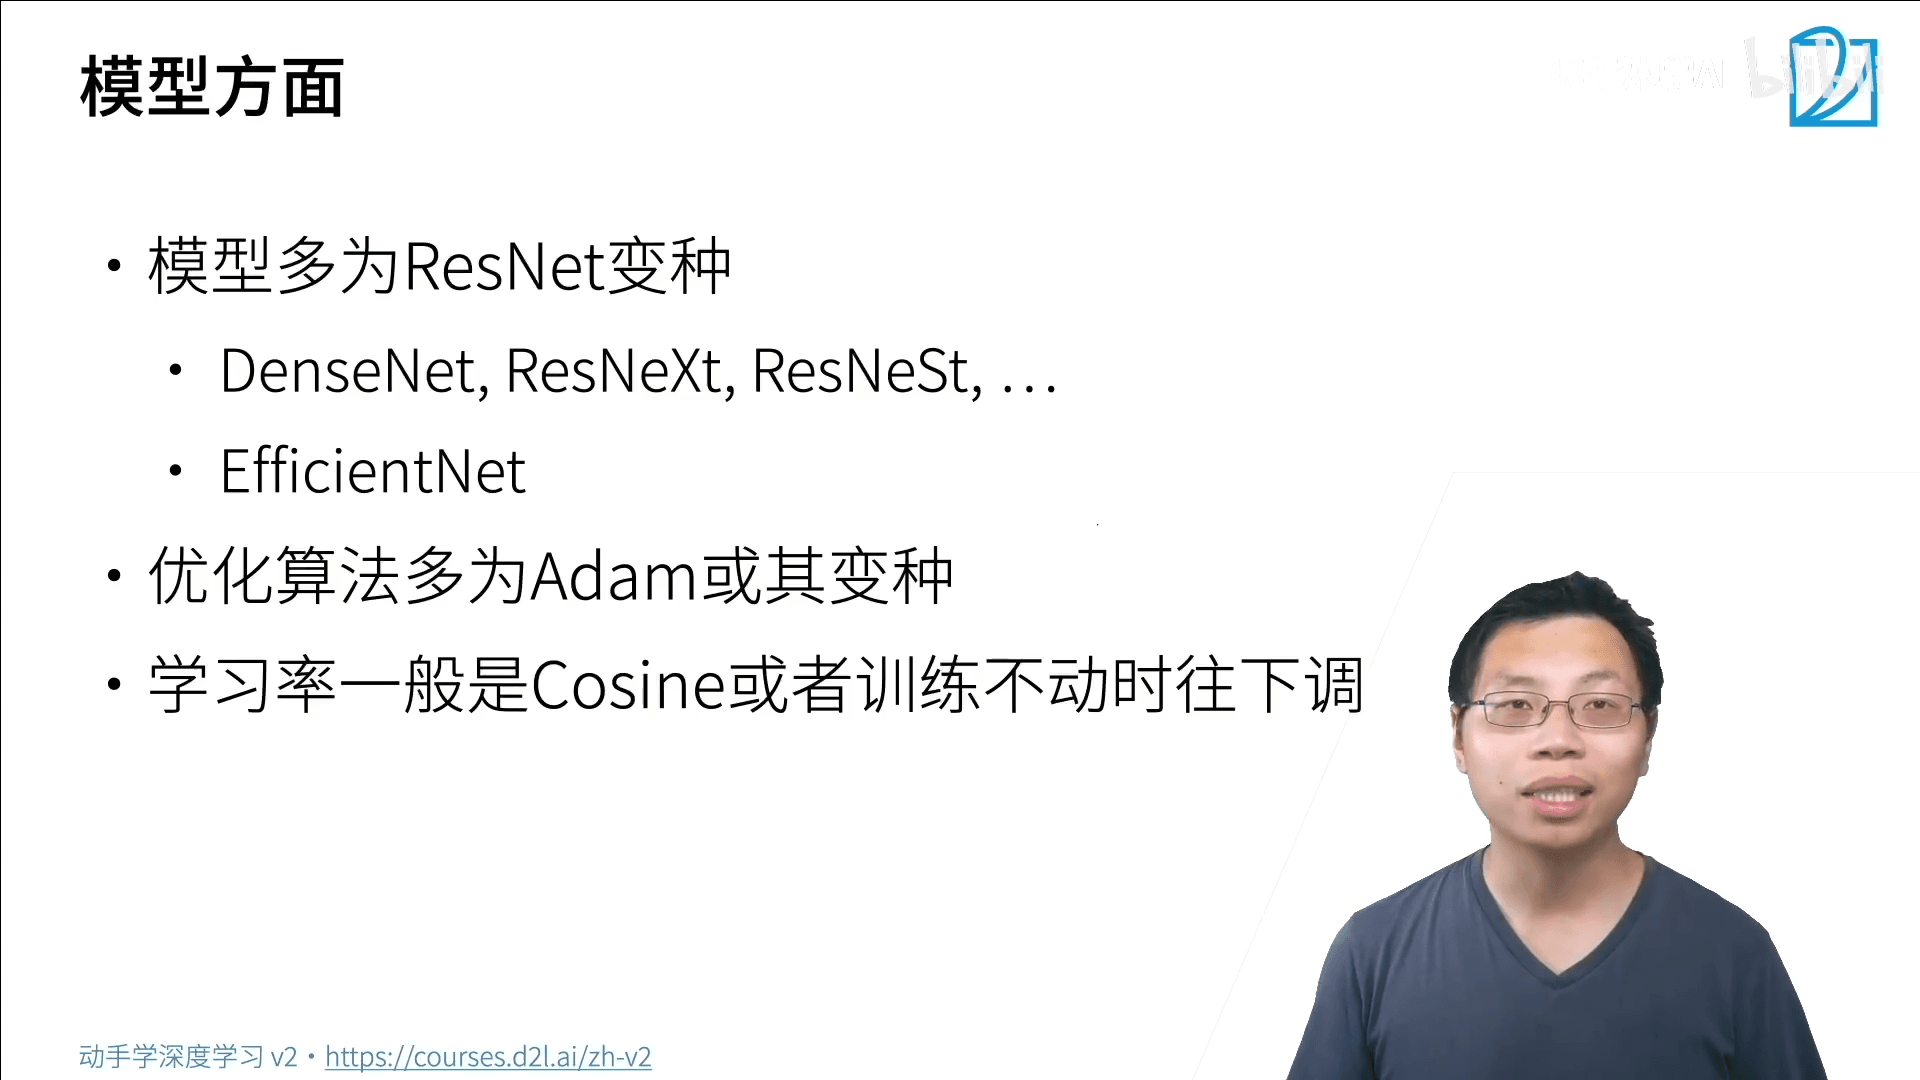 模型方面
• 模型多为ResNet变种
• DenseNet, ResNeXt, ResNeSt, …
• EfficientNet
• 优化算法多为Adam或其变种
• 学习率一般是Cosine或者训练不动时往下调
动手学深度学习 v2 • https://courses.d2l.ai/zh-v2